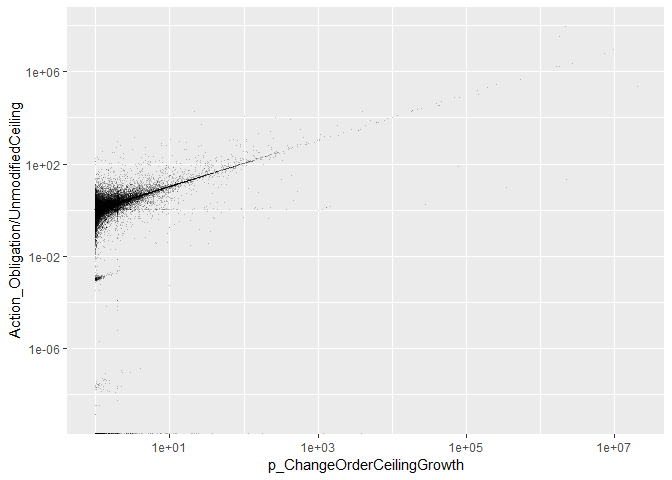 Action_Obligation/UnmodifiedCeiling
1e+06
1e+02
1e-02
1e-06
1e+01
1e+03
1e+05
1e+07
p_ChangeOrderCeilingGrowth